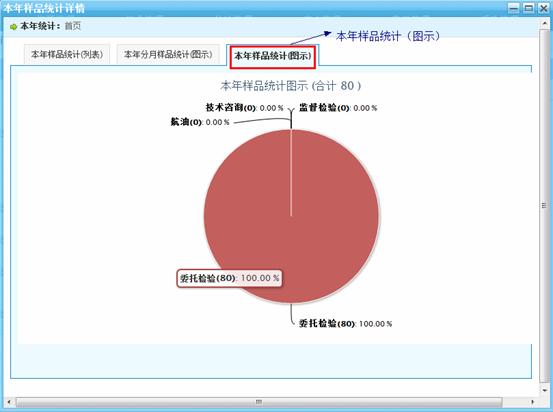 本年样品统计详情
本年统计：首页
本年样品统计（图示）
本年样品统计(列表)
本年分月样品统计(图示)
本年样品统计(图示)
本年样品统计图示 (合计 80 )
技术咨询(0): 0.00 %
监督检验(0): 0.00 %
航油(0): 0.00 %
委托检验(80): 100.00 %
委托检验(80): 100.00 %